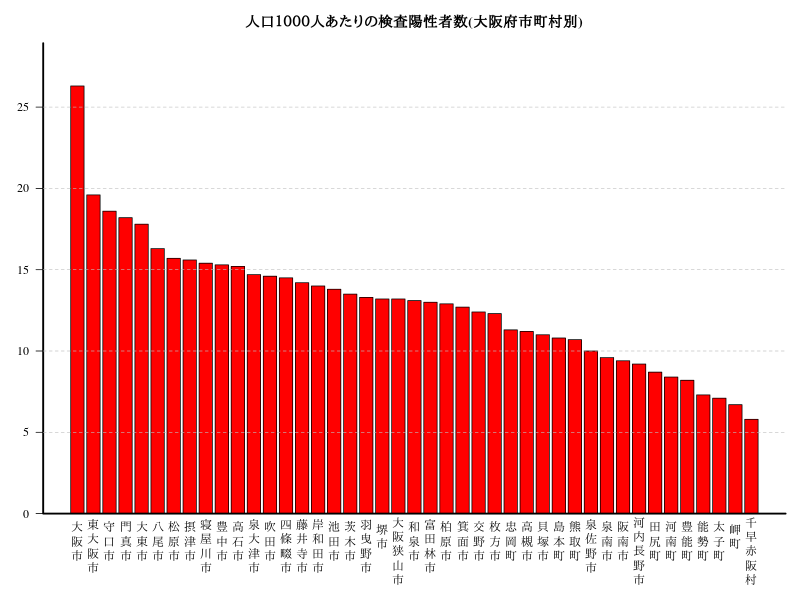 人口1000人あたりの検査陽性者数(大阪府市町村別)
25
20
15
10
5
0
大阪市
東大阪市
守口市
門真市
大東市
八尾市
松原市
摂津市
寝屋川市
豊中市
高石市
泉大津市
吹田市
四條畷市
藤井寺市
岸和田市
池田市
茨木市
羽曳野市
堺市
大阪狭山市
和泉市
富田林市
柏原市
箕面市
交野市
枚方市
忠岡町
高槻市
貝塚市
島本町
熊取町
泉佐野市
泉南市
阪南市
河内長野市
田尻町
河南町
豊能町
能勢町
太子町
岬町
千早赤阪村